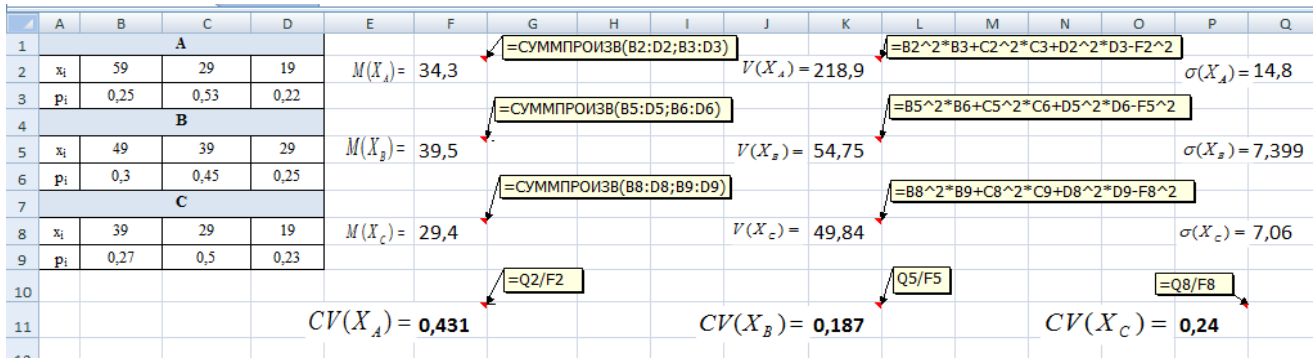 A B C D E F G H I J K L M N O P Q
1 A =СУММПРОИЗВ(B2:D2;B3:D3) =B2^2*B3+C2^2*C3+D2^2*D3-F2^2
2 xi 59 29 19 M(XA)= 34,3 V(XA)= 218,9 σ(XA)= 14,8
3 pi 0,25 0,53 0,22
4 B =СУММПРОИЗВ(B5:D5;B6:D6) =B5^2*B6+C5^2*C6+D5^2*D6-F5^2
5 xi 49 39 29 M(XB)= 39,5 V(XB)= 54,75 σ(XB)= 7,399
6 pi 0,3 0,45 0,25
7 C =СУММПРОИЗВ(B8:D8;B9:D9) =B8^2*B9+C8^2*C9+D8^2*D9-F8^2
8 xi 39 29 19 M(XC)= 29,4 V(XC)= 49,84 σ(XC)= 7,06
9 pi 0,27 0,5 0,23
10 =Q2/F2 Q5/F5 =Q8/F8
11 CV(XA)= 0,431 CV(XB)= 0,187 CV(XC)= 0,24